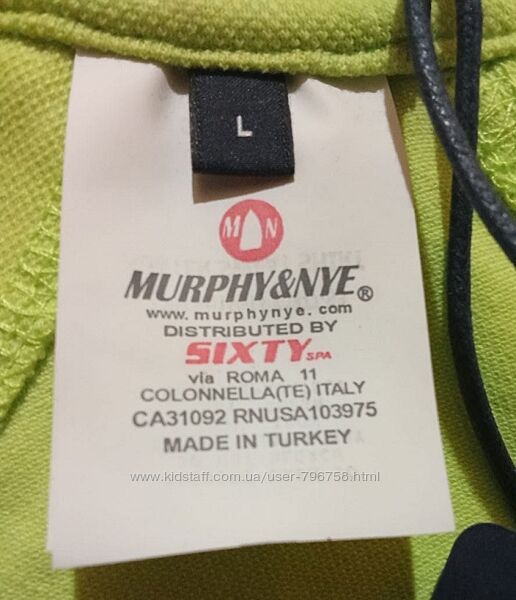 L
M N
MURPHY&NYE®
www.murphynye.com
DISTRIBUTED BY
SIXTY SPA
via ROMA 11
COLONNELLA(TE) ITALY
CA31092 RNUSA103975
MADE IN TURKEY
www.kidstaff.com.ua/user-796758.html